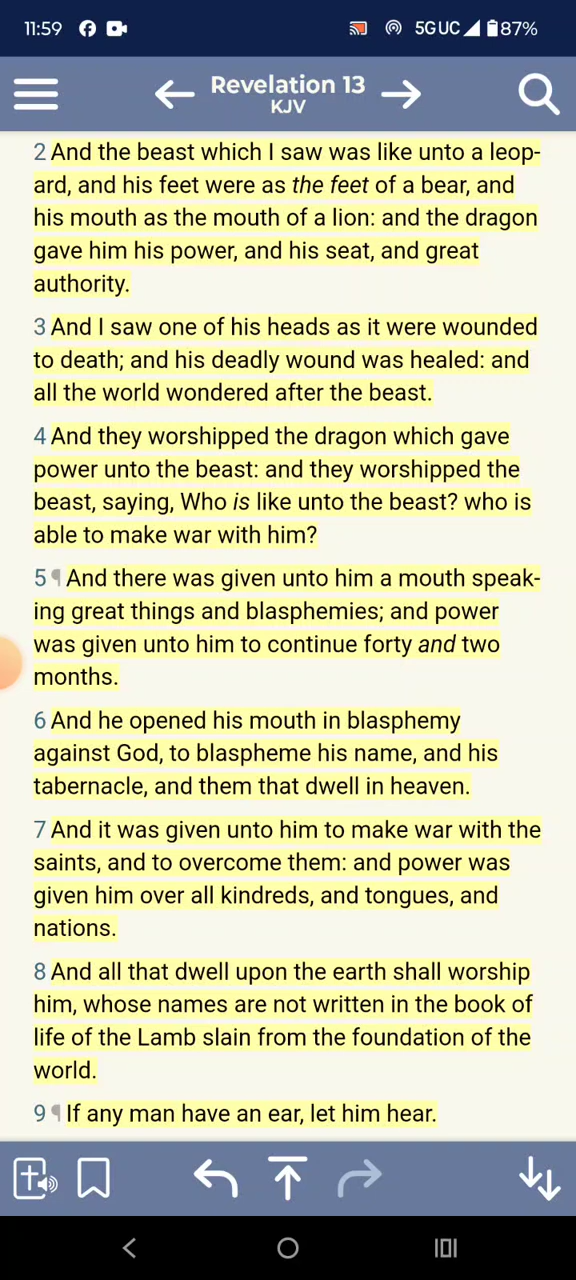 11:59
5G UC 87%
Revelation 13
KJV
2 And the beast which I saw was like unto a leop-
ard, and his feet were as the feet of a bear, and
his mouth as the mouth of a lion: and the dragon
gave him his power, and his seat, and great
authority.
3 And I saw one of his heads as it were wounded
to death; and his deadly wound was healed: and
all the world wondered after the beast.
4 And they worshipped the dragon which gave
power unto the beast: and they worshipped the
beast, saying, Who is like unto the beast? who is
able to make war with him?
5 ¶ And there was given unto him a mouth speak-
ing great things and blasphemies; and power
was given unto him to continue forty and two
months.
6 And he opened his mouth in blasphemy
against God, to blaspheme his name, and his
tabernacle, and them that dwell in heaven.
7 And it was given unto him to make war with the
saints, and to overcome them: and power was
given him over all kindreds, and tongues, and
nations.
8 And all that dwell upon the earth shall worship
him, whose names are not written in the book of
life of the Lamb slain from the foundation of the
world.
9 ¶ If any man have an ear, let him hear.